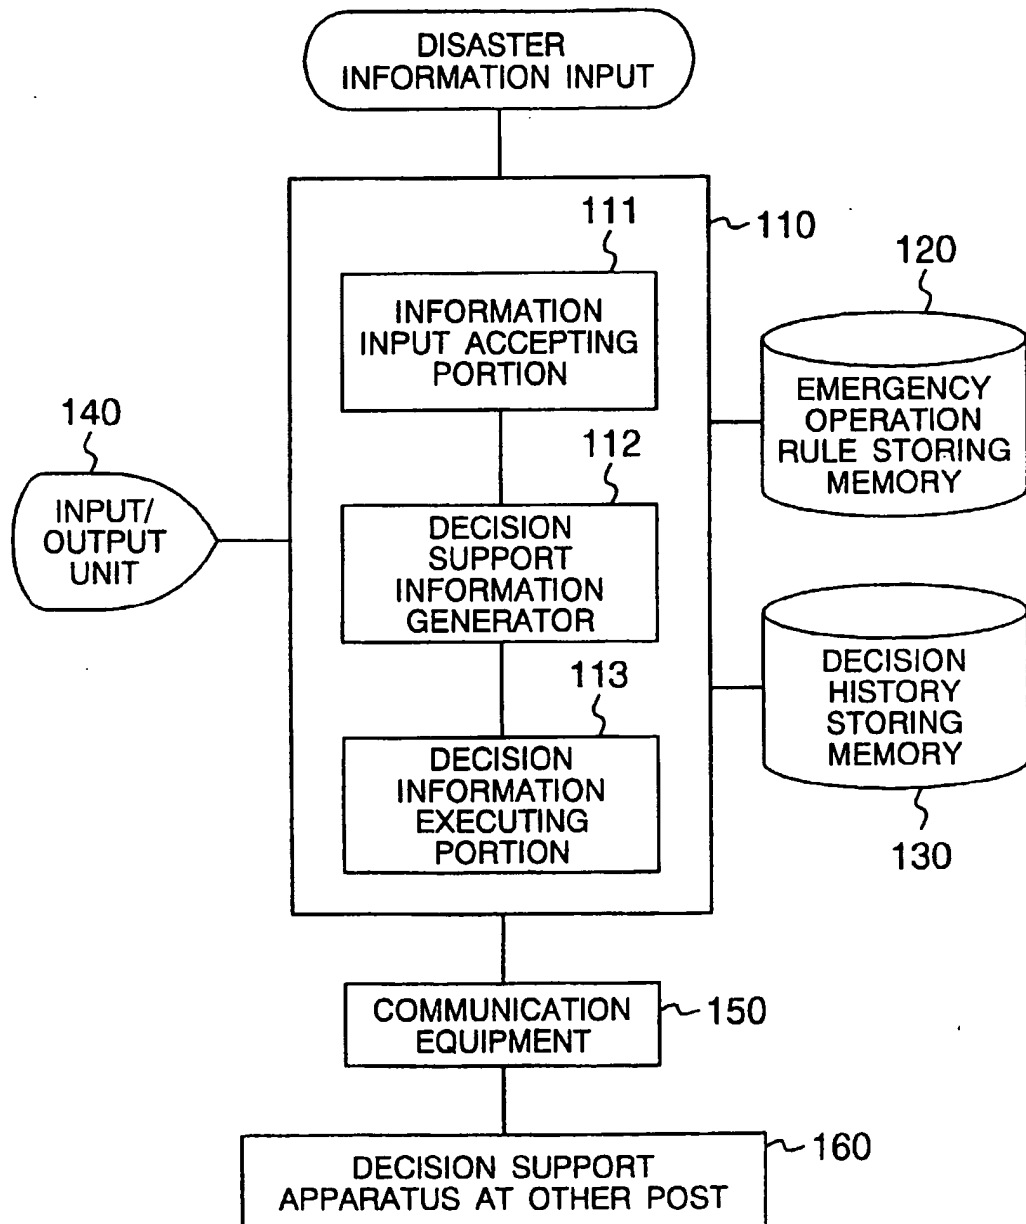 DISASTER
INFORMATION INPUT
111
110
120
INFORMATION
INPUT ACCEPTING
PORTION
EMERGENCY
OPERATION
RULE STORING
MEMORY
140
112
INPUT/
OUTPUT
UNIT
DECISION
SUPPORT
INFORMATION
GENERATOR
113
DECISION
HISTORY
STORING
MEMORY
DECISION
INFORMATION
EXECUTING
PORTION
130
COMMUNICATION
EQUIPMENT
150
160
DECISION SUPPORT
APPARATUS AT OTHER POST